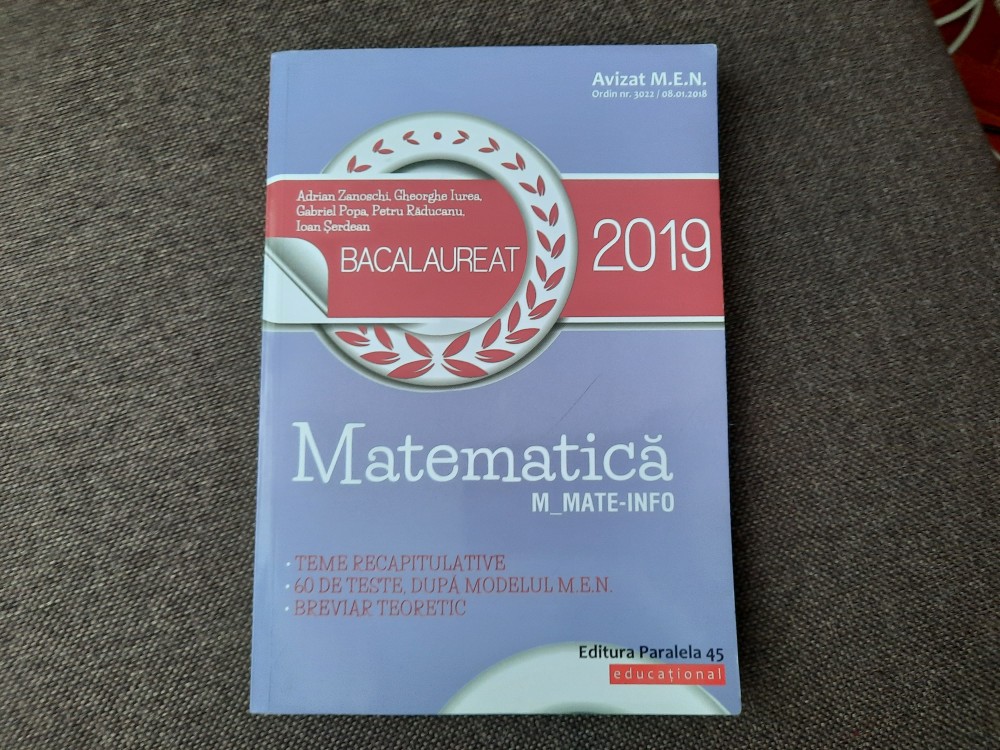 Avizat M.E.N.
Ordin nr. 3022 / 08.01.2018
Adrian Zanoschi, Gheorghe Iurea,
Gabriel Popa, Petru Răducanu,
Ioan Șerdean
BACALAUREAT 2019
Matematică
M_MATE-INFO
• TEME RECAPITULATIVE
• 60 DE TESTE, DUPĂ MODELUL M.E.N.
• BREVIAR TEORETIC
Editura Paralela 45
educațional